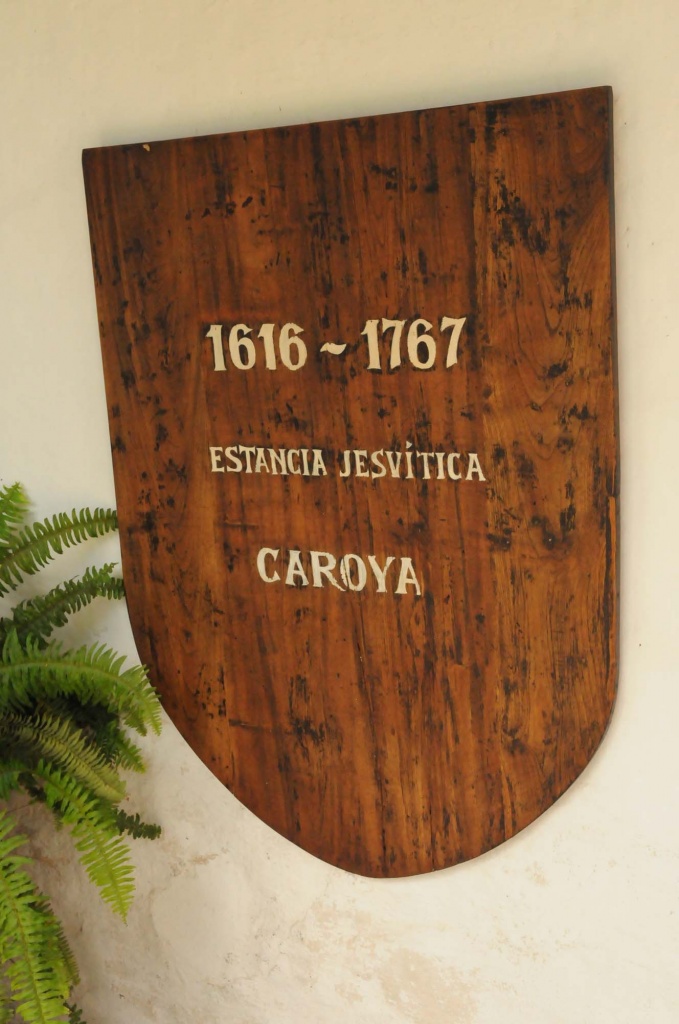 1616 ~ 1767
ESTANCIA JESVÍTICA
CAROYA